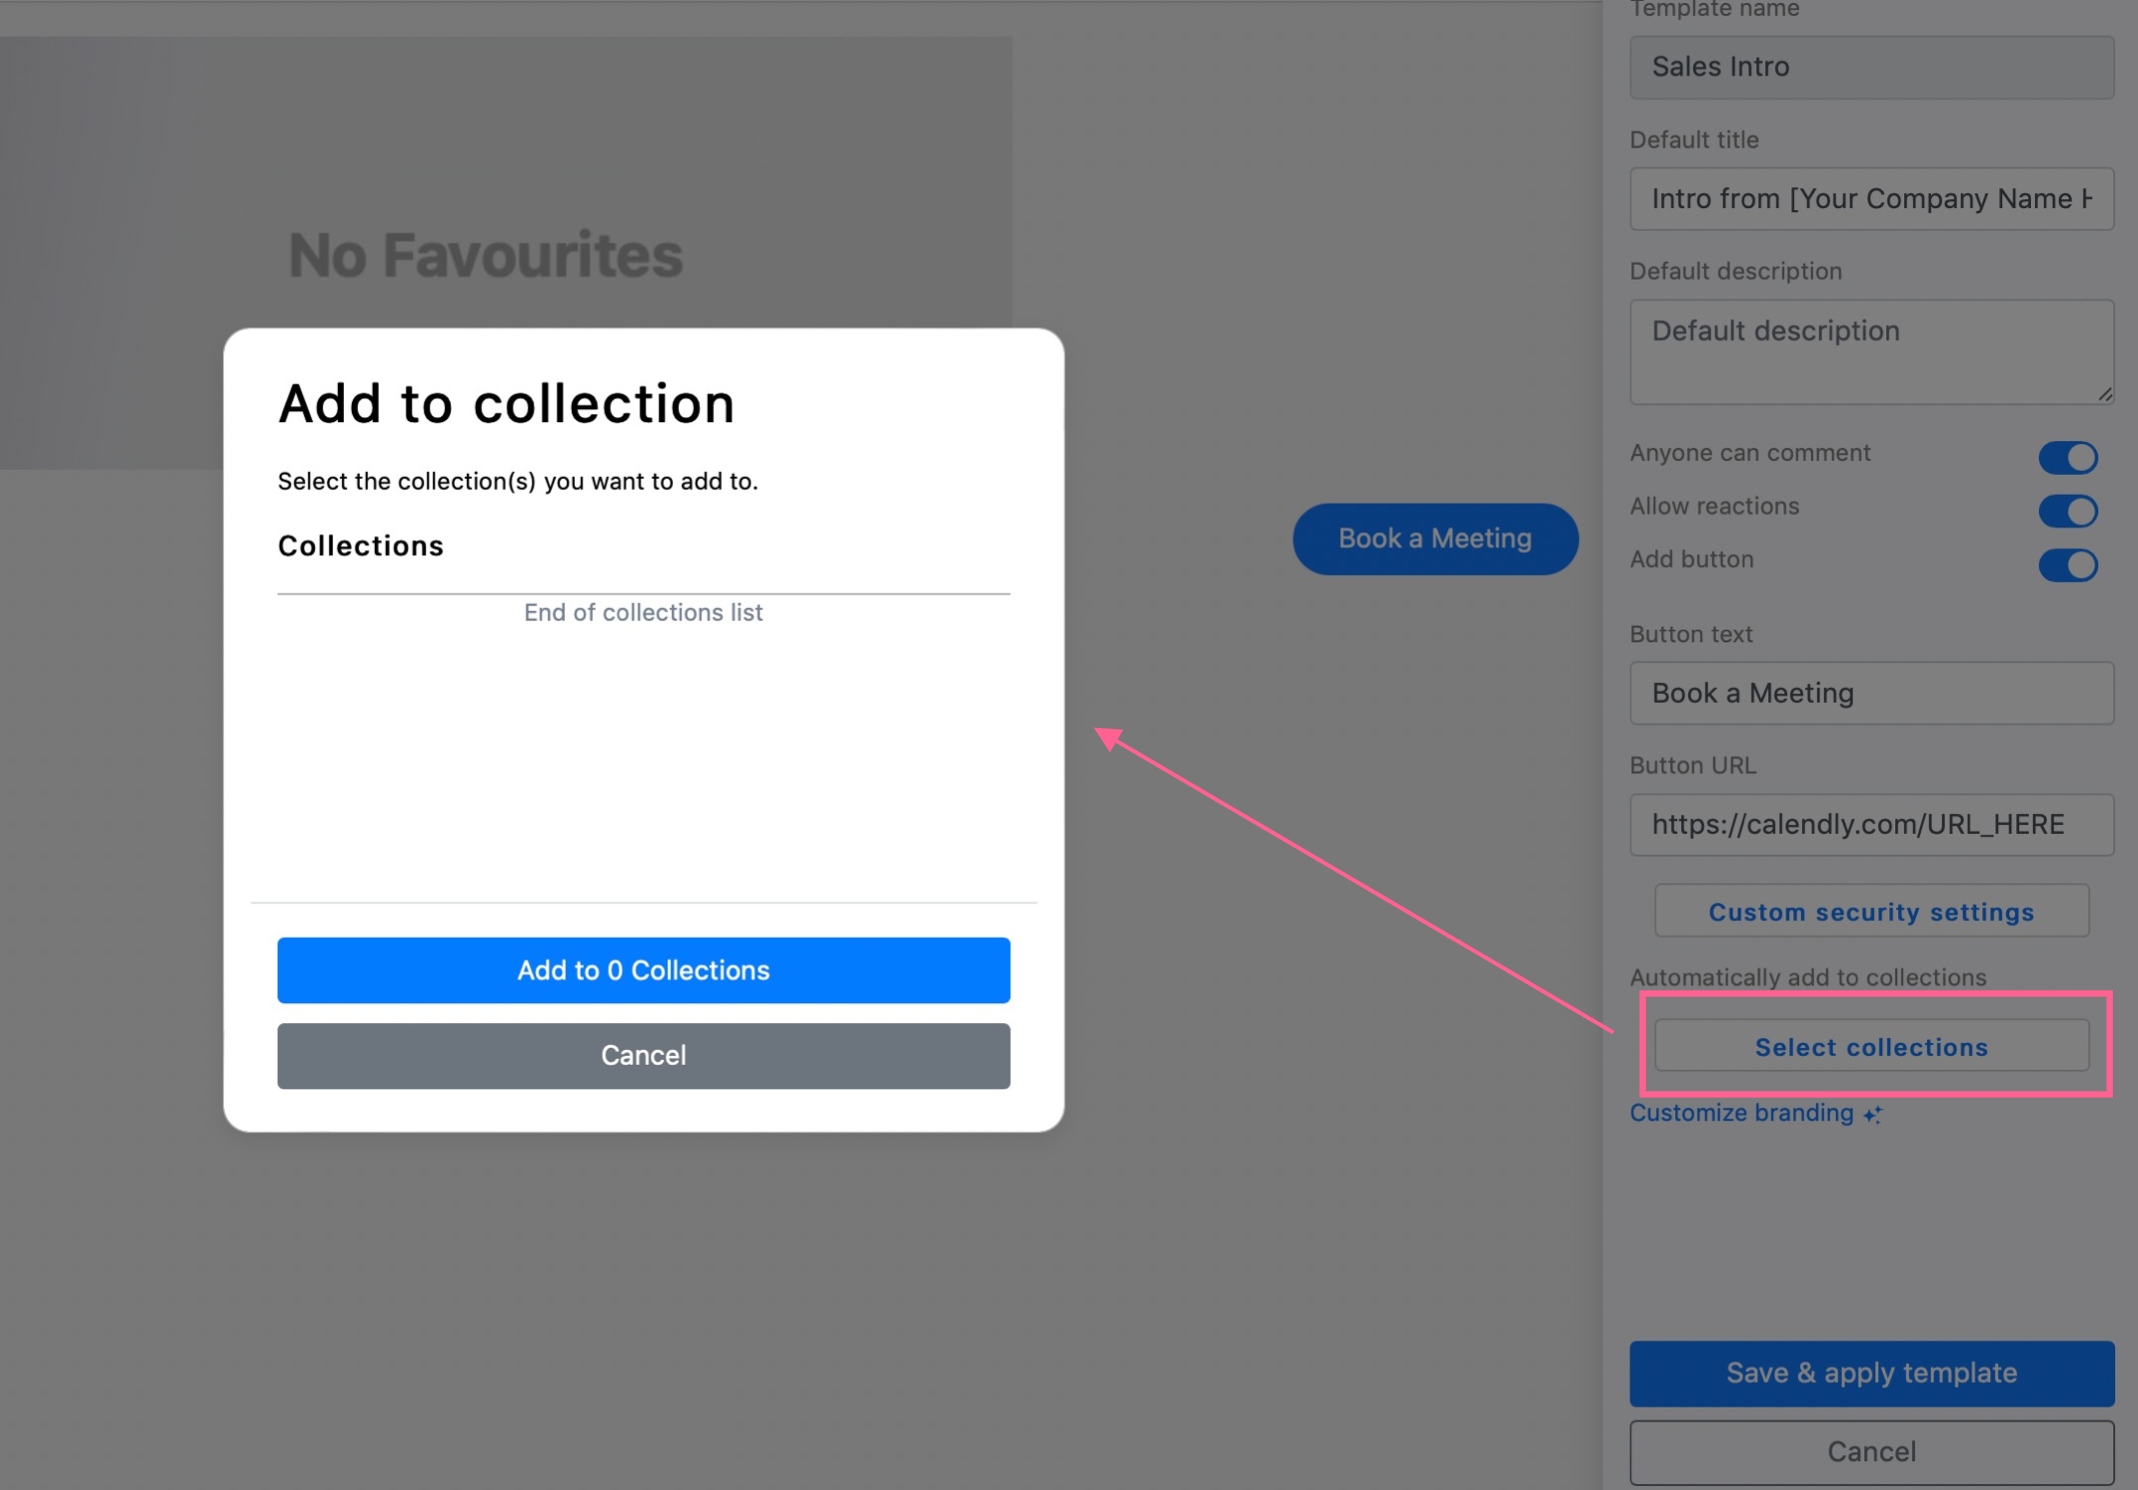 No Favourites
Add to collection
Select the collection(s) you want to add to.
Collections
End of collections list
Add to 0 Collections
Cancel
Book a Meeting
Template name
Sales Intro
Default title
Intro from [Your Company Name H
Default description
Default description
Anyone can comment
Allow reactions
Add button
Button text
Book a Meeting
Button URL
https://calendly.com/URL_HERE
Custom security settings
Automatically add to collections
Select collections
Customize branding
Save & apply template
Cancel